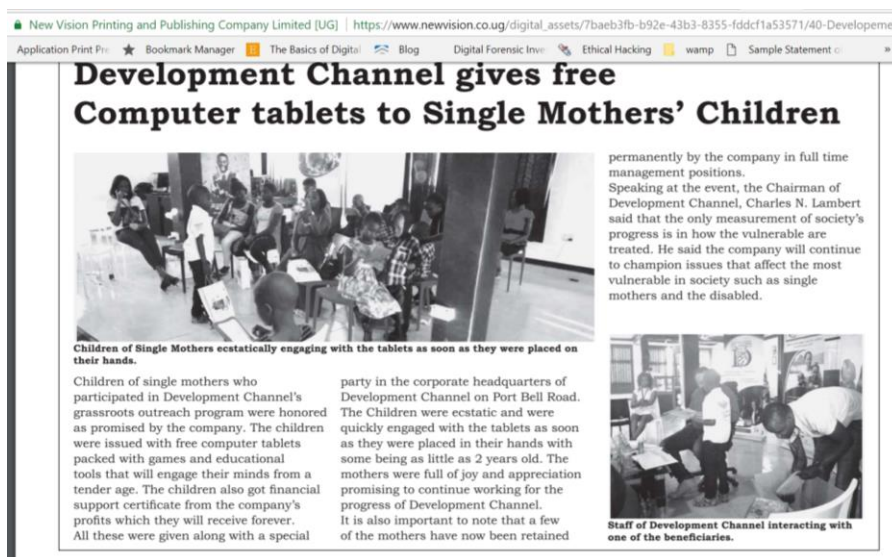 New Vision Printing and Publishing Company Limited [UG] https://www.newvision.co.ug/digital_assets/7baeb3fb-b92e-43b3-8355-fddcf1a53571/40-Developeme
Application Print Pre Bookmark Manager The Basics of Digital Blog Digital Forensic Inve Ethical Hacking wamp Sample Statement o »
Development Channel gives free
Computer tablets to Single Mothers’ Children
Children of Single Mothers ecstatically engaging with the tablets as soon as they were placed on
their hands.
Children of single mothers who
participated in Development Channel’s
grassroots outreach program were honored
as promised by the company. The children
were issued with free computer tablets
packed with games and educational
tools that will engage their minds from a
tender age. The children also got financial
support certificate from the company’s
profits which they will receive forever.
All these were given along with a special
party in the corporate headquarters of
Development Channel on Port Bell Road.
The Children were ecstatic and were
quickly engaged with the tablets as soon
as they were placed in their hands with
some being as little as 2 years old. The
mothers were full of joy and appreciation
promising to continue working for the
progress of Development Channel.
It is also important to note that a few
of the mothers have now been retained
permanently by the company in full time
management positions.
Speaking at the event, the Chairman of
Development Channel, Charles N. Lambert
said that the only measurement of society’s
progress is in how the vulnerable are
treated. He said the company will continue
to champion issues that affect the most
vulnerable in society such as single
mothers and the disabled.
Staff of Development Channel interacting with
one of the beneficiaries.